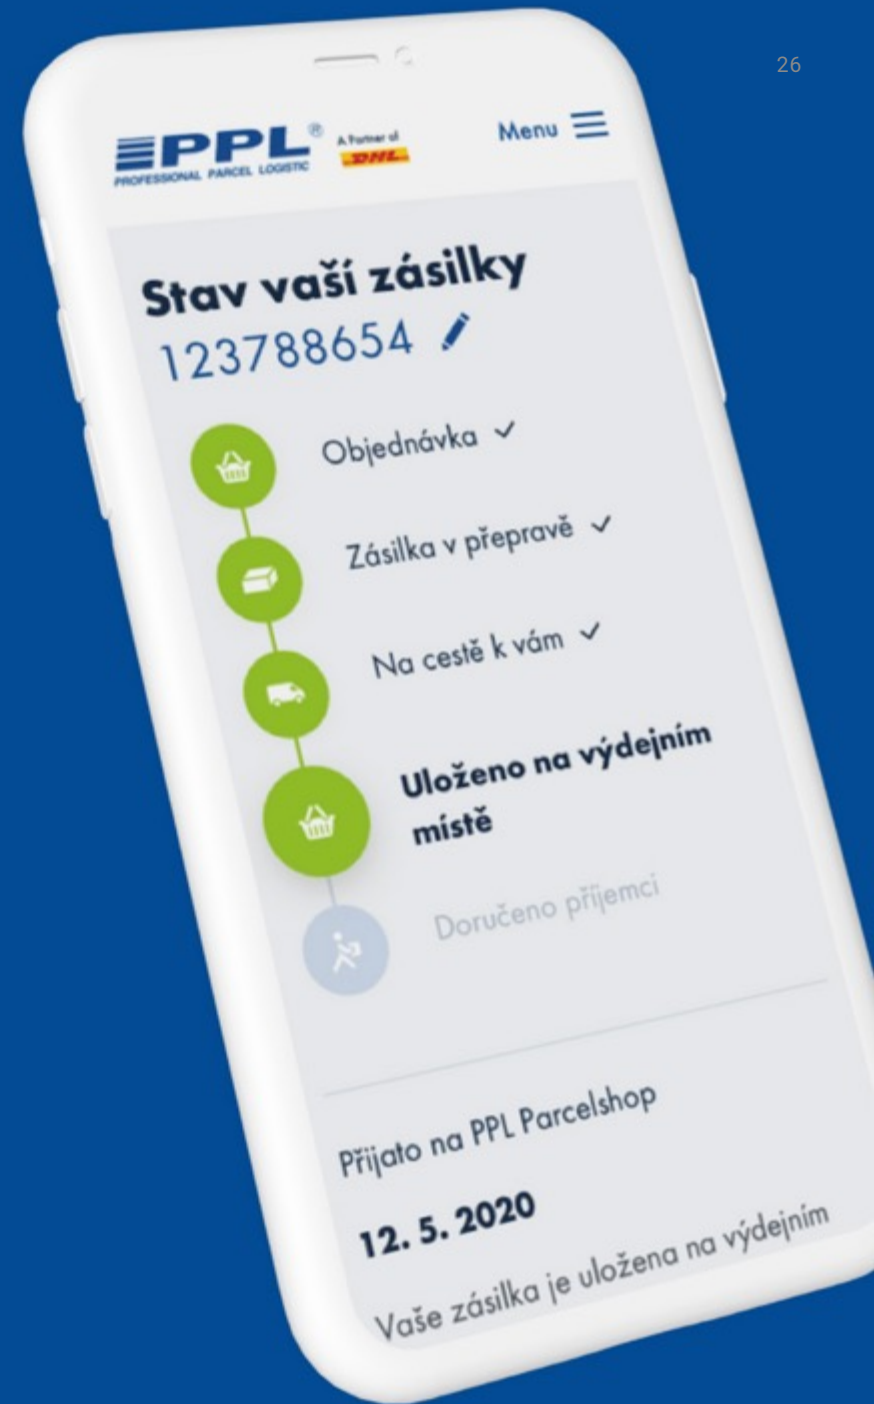 26
PPL®
PROFESSIONAL PARCEL LOGISTIC
A Partner of
DHL
Menu
Stav vaší zásilky
123788654
Objednávka
Zásilka v přepravě
Na cestě k vám
Uloženo na výdejním
místě
Doručeno příjemci
Přijato na PPL Parcelshop
12. 5. 2020
Vaše zásilka je uložena na výdejním